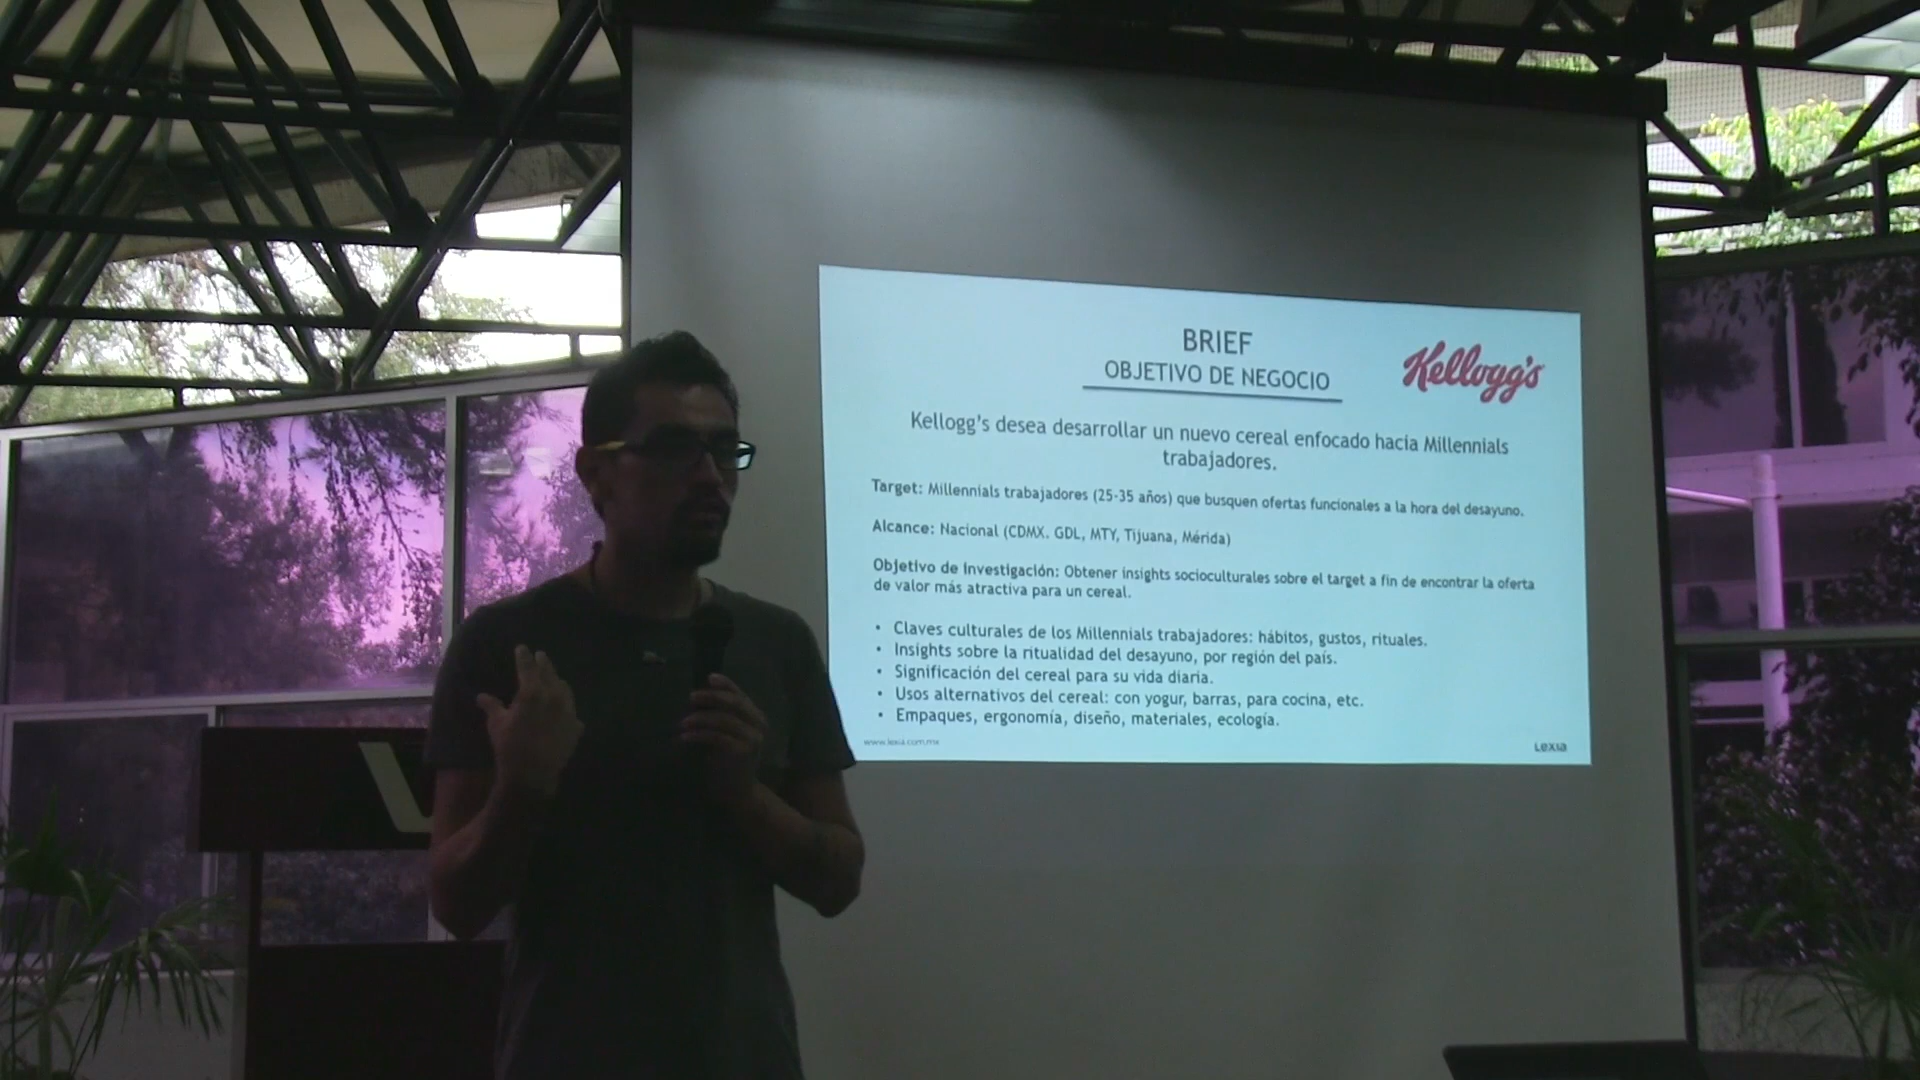 BRIEF
OBJETIVO DE NEGOCIO
Kellogg's
Kellogg's desea desarrollar un nuevo cereal enfocado hacia Millennials
trabajadores.
Target: Millennials trabajadores (25-35 años) que busquen ofertas funcionales a la hora del desayuno.
Alcance: Nacional (CDMX. GDL, MTY, Tijuana, Mérida)
Objetivo de Investigación: Obtener insights socioculturales sobre el target a fin de encontrar la oferta
de valor más atractiva para un cereal.
• Claves culturales de los Millennials trabajadores: hábitos, gustos, rituales.
• Insights sobre la ritualidad del desayuno, por región del país.
• Significación del cereal para su vida diaria.
• Usos alternativos del cereal: con yogur, barras, para cocina, etc.
• Empaques, ergonomía, diseño, materiales, ecología.
www.lexia.com.mx
Lexia